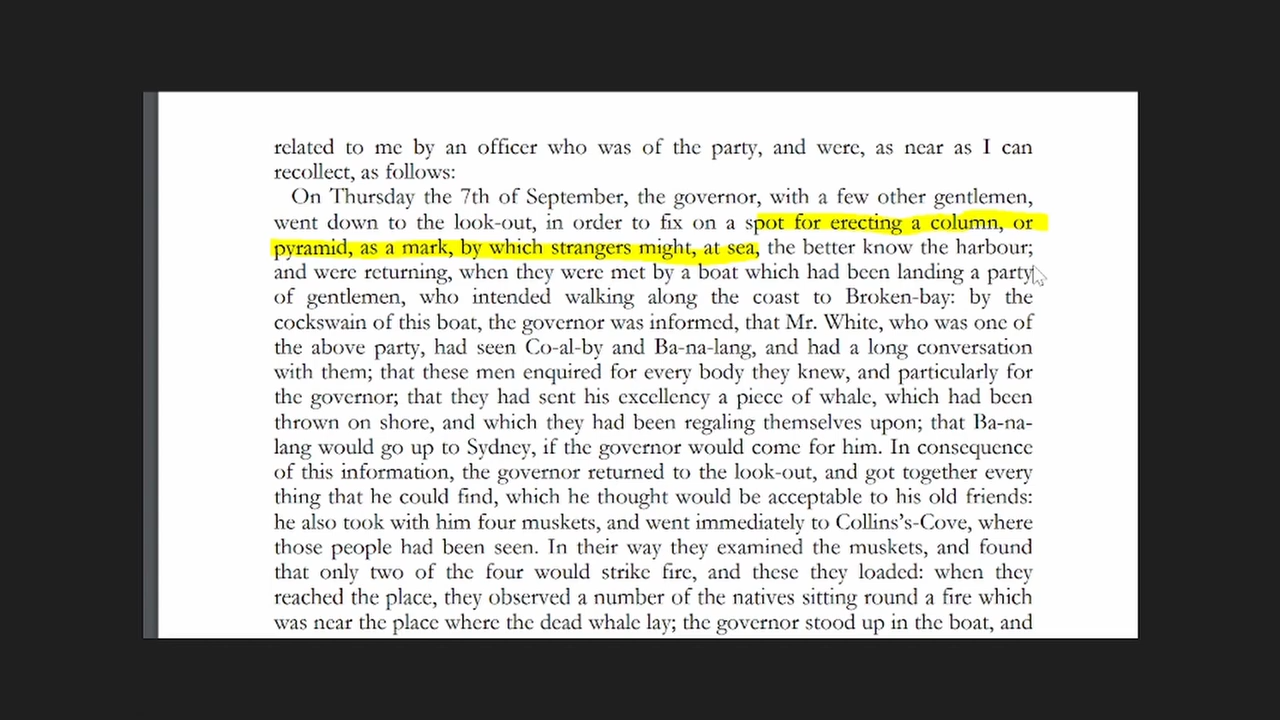 related to me by an officer who was of the party, and were, as near as I can
recollect, as follows:
On Thursday the 7th of September, the governor, with a few other gentlemen,
went down to the look-out, in order to fix on a spot for erecting a column, or
pyramid, as a mark, by which strangers might, at sea, the better know the harbour;
and were returning, when they were met by a boat which had been landing a party
of gentlemen, who intended walking along the coast to Broken-bay: by the
cockswain of this boat, the governor was informed, that Mr. White, who was one of
the above party, had seen Co-al-by and Ba-na-lang, and had a long conversation
with them; that these men enquired for every body they knew, and particularly for
the governor; that they had sent his excellency a piece of whale, which had been
thrown on shore, and which they had been regaling themselves upon; that Ba-na-
lang would go up to Sydney, if the governor would come for him. In consequence
of this information, the governor returned to the look-out, and got together every
thing that he could find, which he thought would be acceptable to his old friends:
he also took with him four muskets, and went immediately to Collins's-Cove, where
those people had been seen. In their way they examined the muskets, and found
that only two of the four would strike fire, and these they loaded: when they
reached the place, they observed a number of the natives sitting round a fire which
was near the place where the dead whale lay; the governor stood up in the boat, and